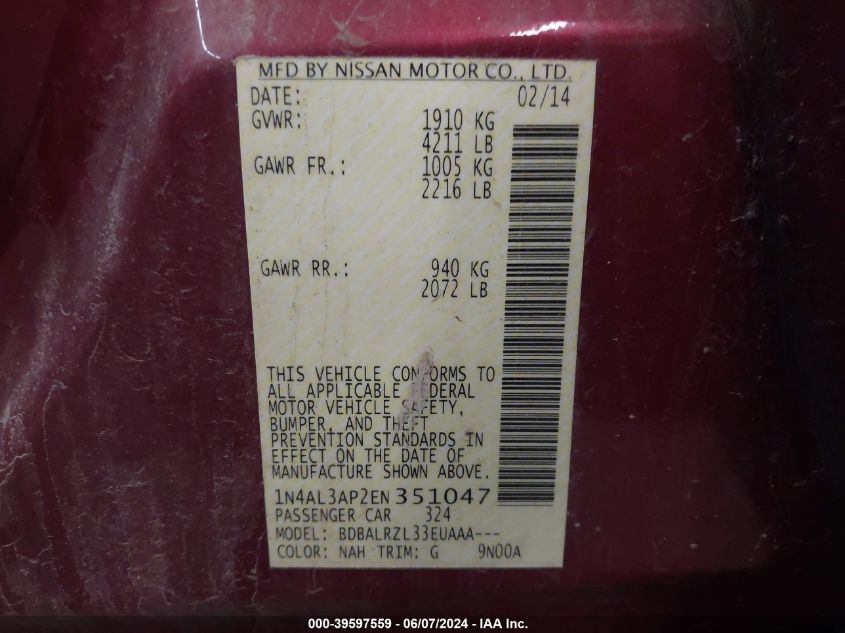 MFD BY NISSAN MOTOR CO., LTD.
DATE: 02/14
GVWR: 1910 KG
4211 LB
GAWR FR.: 1005 KG
2216 LB
GAWR RR.: 940 KG
2072 LB
THIS VEHICLE CONFORMS TO
ALL APPLICABLE FEDERAL
MOTOR VEHICLE SAFETY,
BUMPER, AND THEFT
PREVENTION STANDARDS IN
EFFECT ON THE DATE OF
MANUFACTURE SHOWN ABOVE.
1N4AL3AP2EN351047
PASSENGER CAR 324
MODEL: BDBALRZL33EUAAA---
COLOR: NAH TRIM: G 9N00A
000-39597559 - 06/07/2024 - IAA Inc.